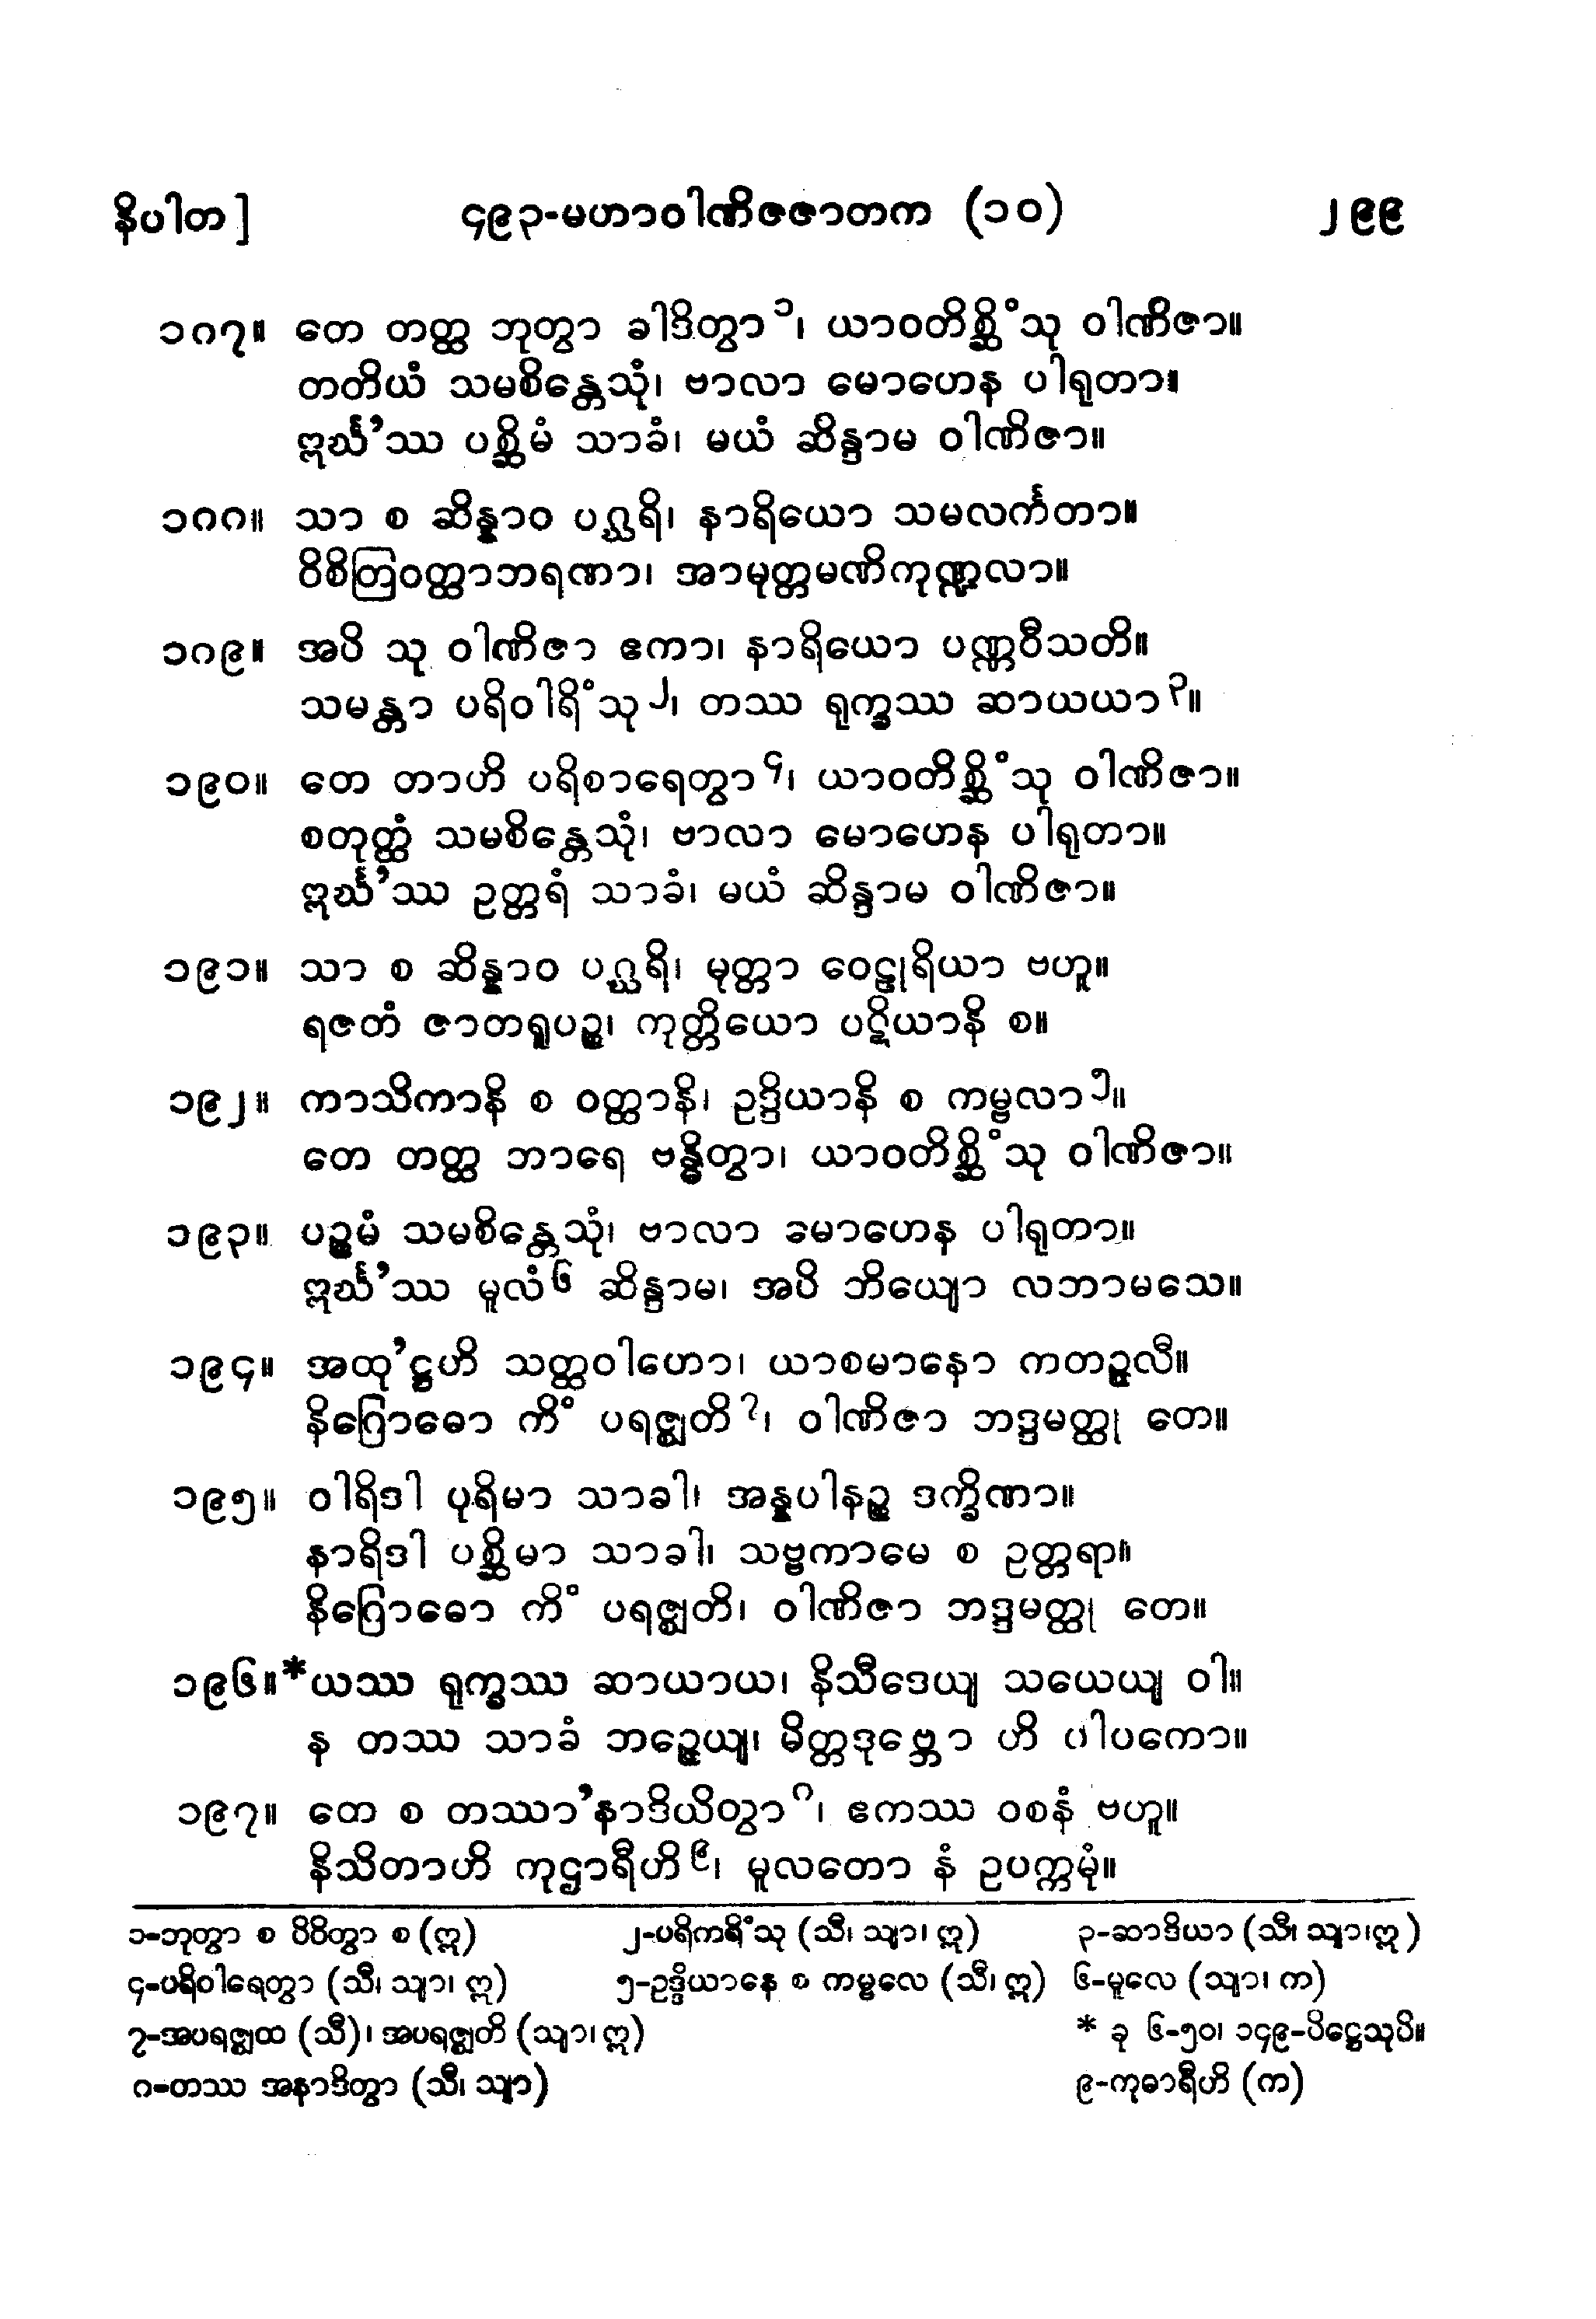 နိပါတ]	၄၉၃-မဟာဝါဏိဇဇာတက (၁၀)	၂၉၉
၁၈၇။ တေ တတ္ထ ဘုတွာ ခါဒိတွာ၁၊ ယာဝတိစ္ဆိံသု ဝါဏိဇာ။
တတိယံ သမစိန္တေသုံ၊ ဗာလာ မောဟေန ပါရုတာ။
ဣင်္ဃ’ဿ ပစ္ဆိမံ သာခံ၊ မယံ ဆိန္ဒာမ ဝါဏိဇာ။
၁၈၈။ သာ စ ဆိန္နာဝ ပဂ္ဃရိ၊ နာရိယော သမလင်္ကတာ။
ဝိစိတြဝတ္ထာဘရဏာ၊ အာမုတ္တမဏိကုဏ္ဍလာ။
၁၈၉။ အပိ သု ဝါဏိဇာ ဧကာ၊ နာရိယော ပဏ္ဏဝီသတိ။
သမန္တာ ပရိဝါရိံသု၂၊ တဿ ရုက္ခဿ ဆာယယာ၃။
၁၉၀။ တေ တာဟိ ပရိစာရေတွာ၄၊ ယာဝတိစ္ဆိံသု ဝါဏိဇာ။
စတုတ္ထံ သမစိန္တေသုံ၊ ဗာလာ မောဟေန ပါရုတာ။
ဣင်္ဃ’ဿ ဥတ္တရံ သာခံ၊ မယံ ဆိန္ဒာမ ဝါဏိဇာ။
၁၉၁။ သာ စ ဆိန္နာဝ ပဂ္ဃရိ၊ မုတ္တာ ဝေဠုရိယာ ဗဟူ။
ရဇတံ ဇာတရူပဉ္စ၊ ကုတ္တိယော ပဋိယာနိ စ။
၁၉၂။ ကာသိကာနိ စ ဝတ္ထာနိ၊ ဥဒ္ဒိယာနိ စ ကမ္ဗလာ၅။
တေ တတ္ထ ဘာရေ ဗန္ဓိတွာ၊ ယာဝတိစ္ဆိံသု ဝါဏိဇာ။
၁၉၃။ ပဉ္စမံ သမစိန္တေသုံ၊ ဗာလာ မောဟေန ပါရုတာ။
ဣင်္ဃ’ဿ မူလံ၆ ဆိန္ဒာမ၊ အပိ ဘိယျော လဘာမသေ။
၁၉၄။ အထု’ဋ္ဌဟိ သတ္ထဝါဟော၊ ယာစမာနော ကတဉ္ဇလီ။
နိဂြောဓော ကိံ ပရဇ္ဈတိ၇၊ ဝါဏိဇာ ဘဒ္ဒမတ္ထု တေ။
၁၉၅။ ဝါရိဒါ ပုရိမာ သာခါ၊ အန္နပါနဉ္စ ဒက္ခိဏာ။
နာရိဒါ ပစ္ဆိမာ သာခါ၊ သဗ္ဗကာမေ စ ဥတ္တရာ။
နိဂြောဓော ကိံ ပရဇ္ဈတိ၊ ဝါဏိဇာ ဘဒ္ဒမတ္ထု တေ။
၁၉၆။*ယဿ ရုက္ခဿ ဆာယာယ၊ နိသီဒေယျ သယေယျ ဝါ။
န တဿ သာခံ ဘဉ္ဇေယျ၊ မိတ္တဒုဗ္ဘော ဟိ ပါပကော။
၁၉၇။ တေ စ တဿာ’နာဒိယိတွာ၈၊ ဧကဿ ဝစနံ ဗဟူ။
နိသိတာဟိ ကုဌာရီဟိ၉၊ မူလတော နံ ဥပက္ကမုံ။
၁-ဘုတွာ စ ပိဝိတွာ စ (ဣ)	၂-ပရိကရိံသု (သီ၊ သျာ၊ ဣ)	၃-ဆာဒိယာ (သီ၊ သျာ၊ဣ)
၄-ပရိဝါရေတွာ (သီ၊ သျာ၊ ဣ)	၅-ဥဒ္ဒိယာနေ စ ကမ္ဗလေ (သီ၊ ဣ)	၆-မူလေ (သျာ၊ က)
၇-အပရဇ္ဈထ (သီ)၊ အပရဇ္ဈတိ (သျာ၊ ဣ)	* ခု ၆-၅၀၊ ၁၄၉-ပိဋ္ဌေသုပိ။
၈-တဿ အနာဒိတွာ (သီ၊ သျာ)	၉-ကုဓာရီဟိ (က)